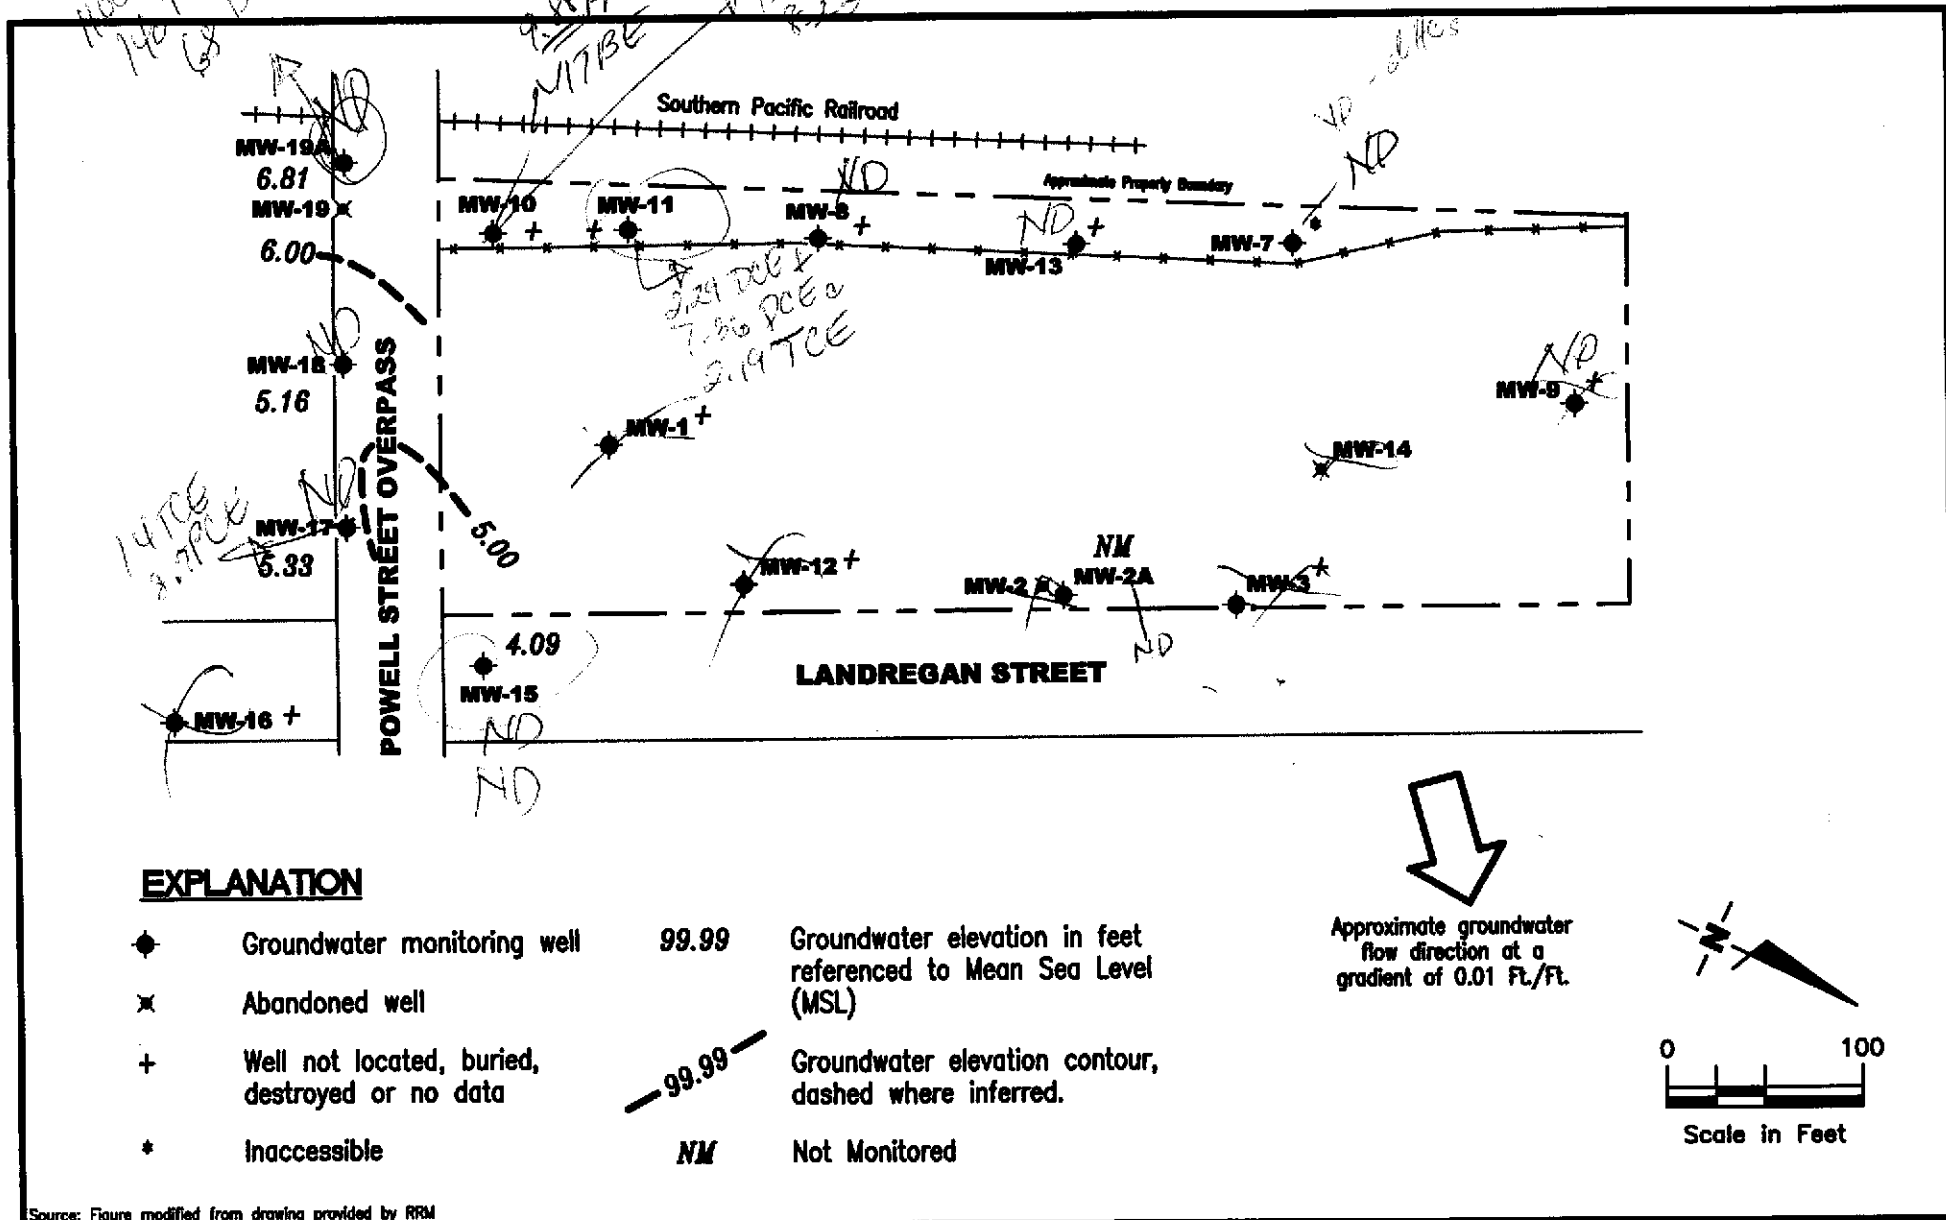 Southern Pacific Railroad
ND
MW-19A
6.81
MW-19
6.00
MTBE
MW-10 +
+ MW-11
ND
MW-8 +
Approximate Property Boundary
ND +
MW-13
ND
MW-7 *
2.29 DCE
DCE
2.19 TCE
ND
MW-18
5.16
POWELL STREET OVERPASS
MW-1 +
ND
MW-9 +
MW-14
1.4 TCE
2.7 PCE
ND
MW-17
5.33
5.00
MW-12 +
MW-2
NM
MW-2A
ND
MW-3 +
4.09
MW-15
ND
ND
LANDREGAN STREET
MW-16 +
EXPLANATION
Groundwater monitoring well
Abandoned well
+ Well not located, buried,
destroyed or no data
* Inaccessible
99.99 Groundwater elevation in feet
referenced to Mean Sea Level
(MSL)
99.99 Groundwater elevation contour,
dashed where inferred.
NM Not Monitored
Approximate groundwater
flow direction at a
gradient of 0.01 Ft./Ft.
N
0 100
Scale in Feet
Source: Figure modified from drawing provided by RRM